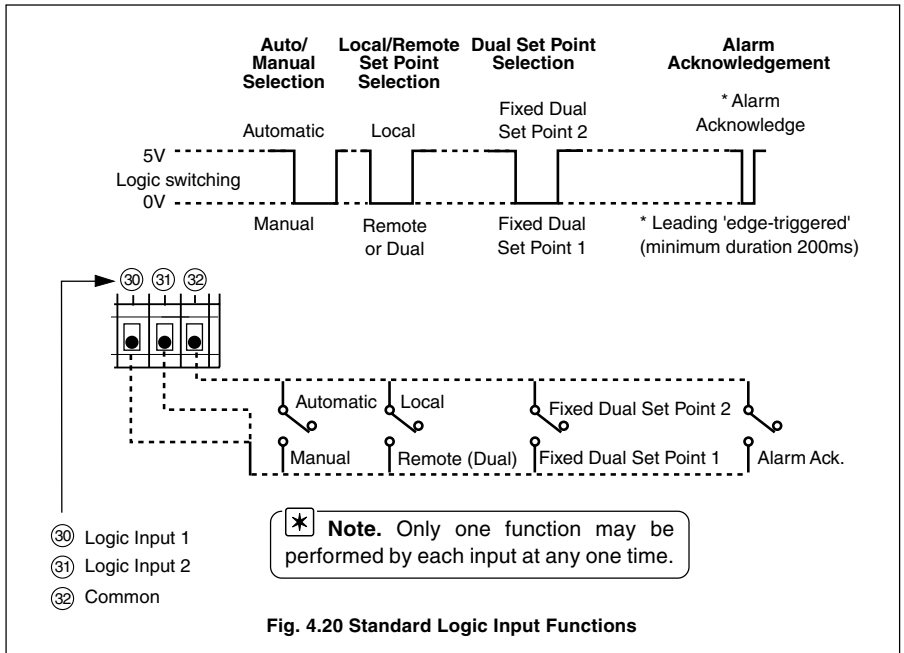 Auto/
Manual
Selection
Local/Remote
Set Point
Selection
Dual Set Point
Selection
Alarm
Acknowledgement
Automatic
Local
Fixed Dual
Set Point 2
* Alarm
Acknowledge
5V
Logic switching
0V
Manual
Remote
or Dual
Fixed Dual
Set Point 1
* Leading 'edge-triggered'
(minimum duration 200ms)
30 31 32
Automatic Local Fixed Dual Set Point 2
Manual Remote (Dual) Fixed Dual Set Point 1 Alarm Ack.
* Note. Only one function may be
performed by each input at any one time.
30 Logic Input 1
31 Logic Input 2
32 Common
Fig. 4.20 Standard Logic Input Functions